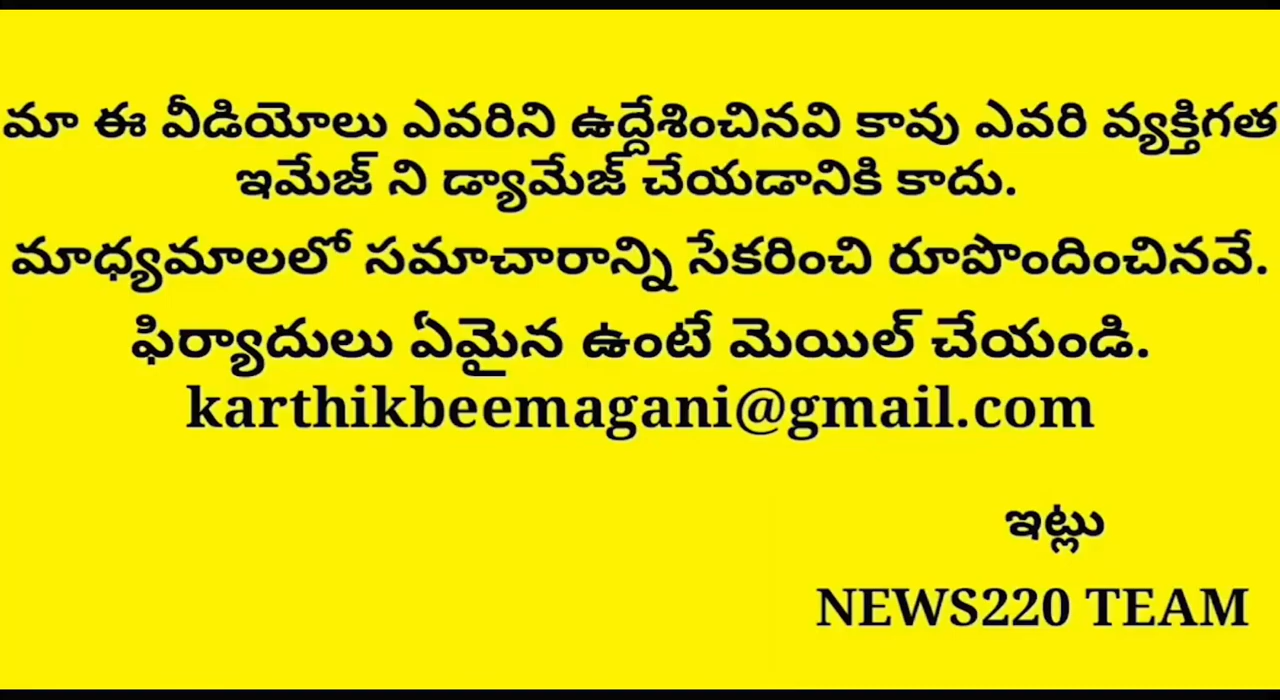 మా ఈ వీడియోలు ఎవరిని ఉద్దేశించినవి కావు ఎవరి వ్యక్తిగత
ఇమేజ్ ని డ్యామేజ్ చేయడానికి కాదు.
మాధ్యమాలలో సమాచారాన్ని సేకరించి రూపొందించినవే.
ఫిర్యాదులు ఏమైన ఉంటే మెయిల్ చేయండి.
karthikbeemagani@gmail.com
ఇట్లు
NEWS220 TEAM